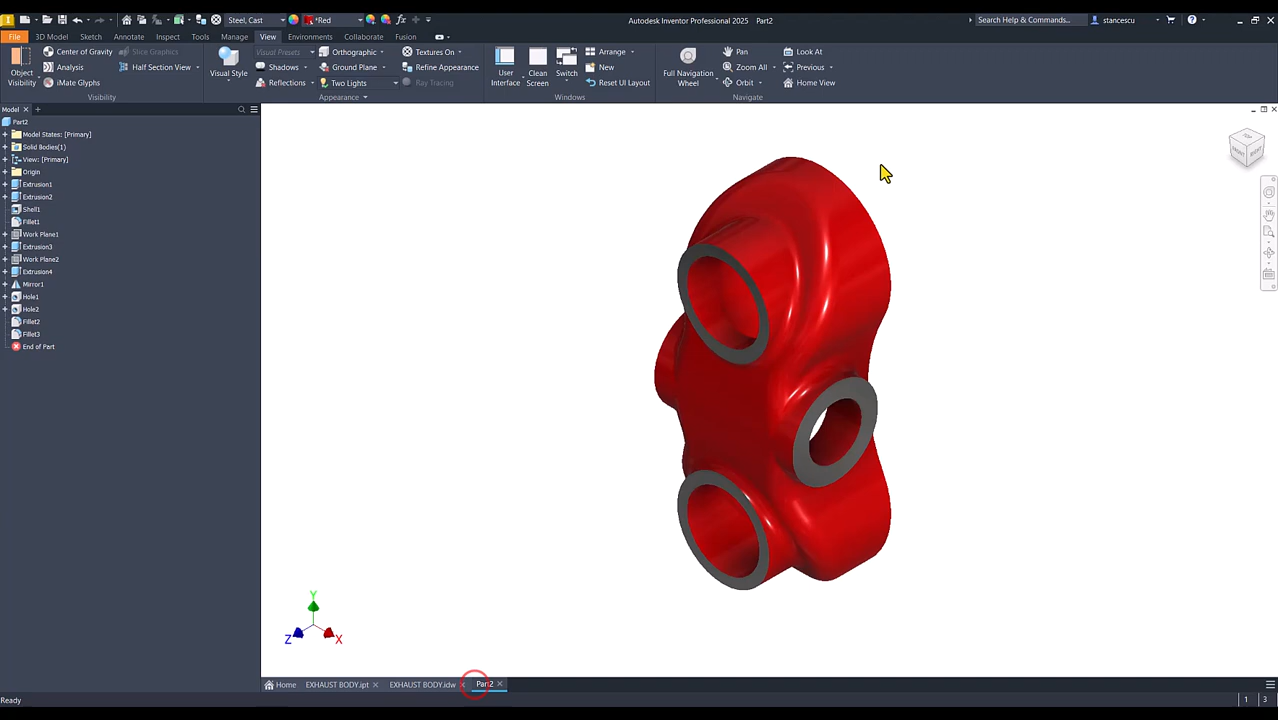 Steel, Cast
*Red
Autodesk Inventor Professional 2025 Part2
Search Help & Commands...
stancescu
File
3D Model
Sketch
Annotate
Inspect
Tools
Manage
View
Environments
Collaborate
Fusion
Object
Visibility
Center of Gravity
Analysis
iMate Glyphs
Slice Graphics
Half Section View
Visibility
Visual Style
Visual Presets
Shadows
Reflections
Orthographic
Ground Plane
Two Lights
Textures On
Refine Appearance
Ray Tracing
Appearance
User
Interface
Clean
Screen
Switch
Arrange
New
Reset UI Layout
Windows
Full Navigation
Wheel
Pan
Zoom All
Orbit
Look At
Previous
Home View
Navigate
Model
Part2
Model States: [Primary]
Solid Bodies(1)
View: [Primary]
Origin
Extrusion1
Extrusion2
Shell1
Fillet1
Work Plane1
Extrusion3
Work Plane2
Extrusion4
Mirror1
Hole1
Hole2
Fillet2
Fillet3
End of Part
TOP
FRONT
RIGHT
Y
Z
X
Home
EXHAUST BODY.ipt
EXHAUST BODY.idw
Part2
Ready
1
3